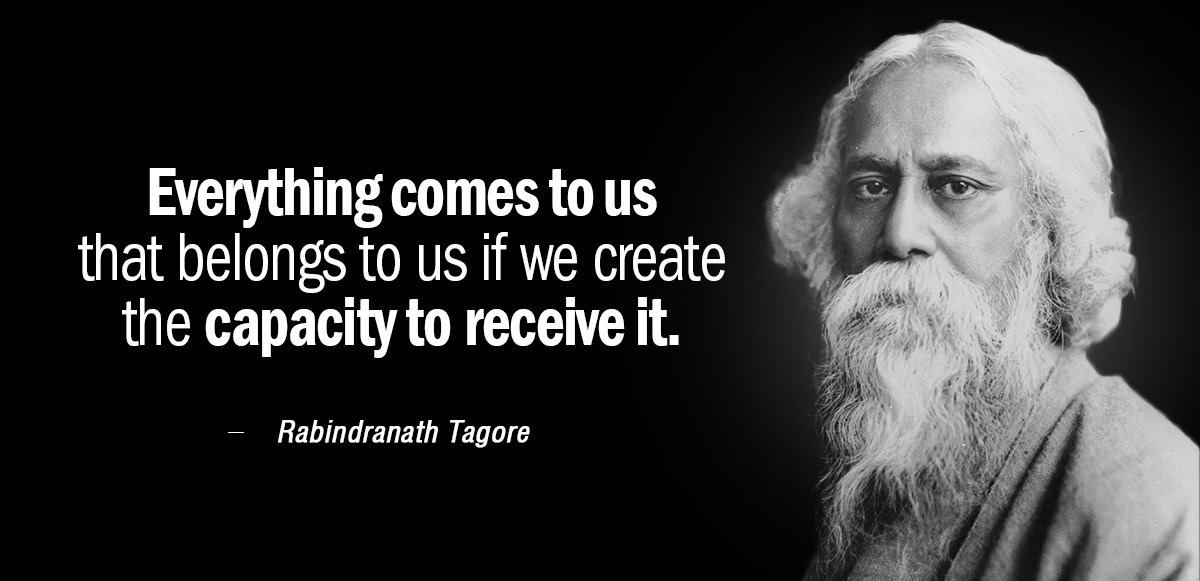 Everything comes to us
that belongs to us if we create
the capacity to receive it.
– Rabindranath Tagore